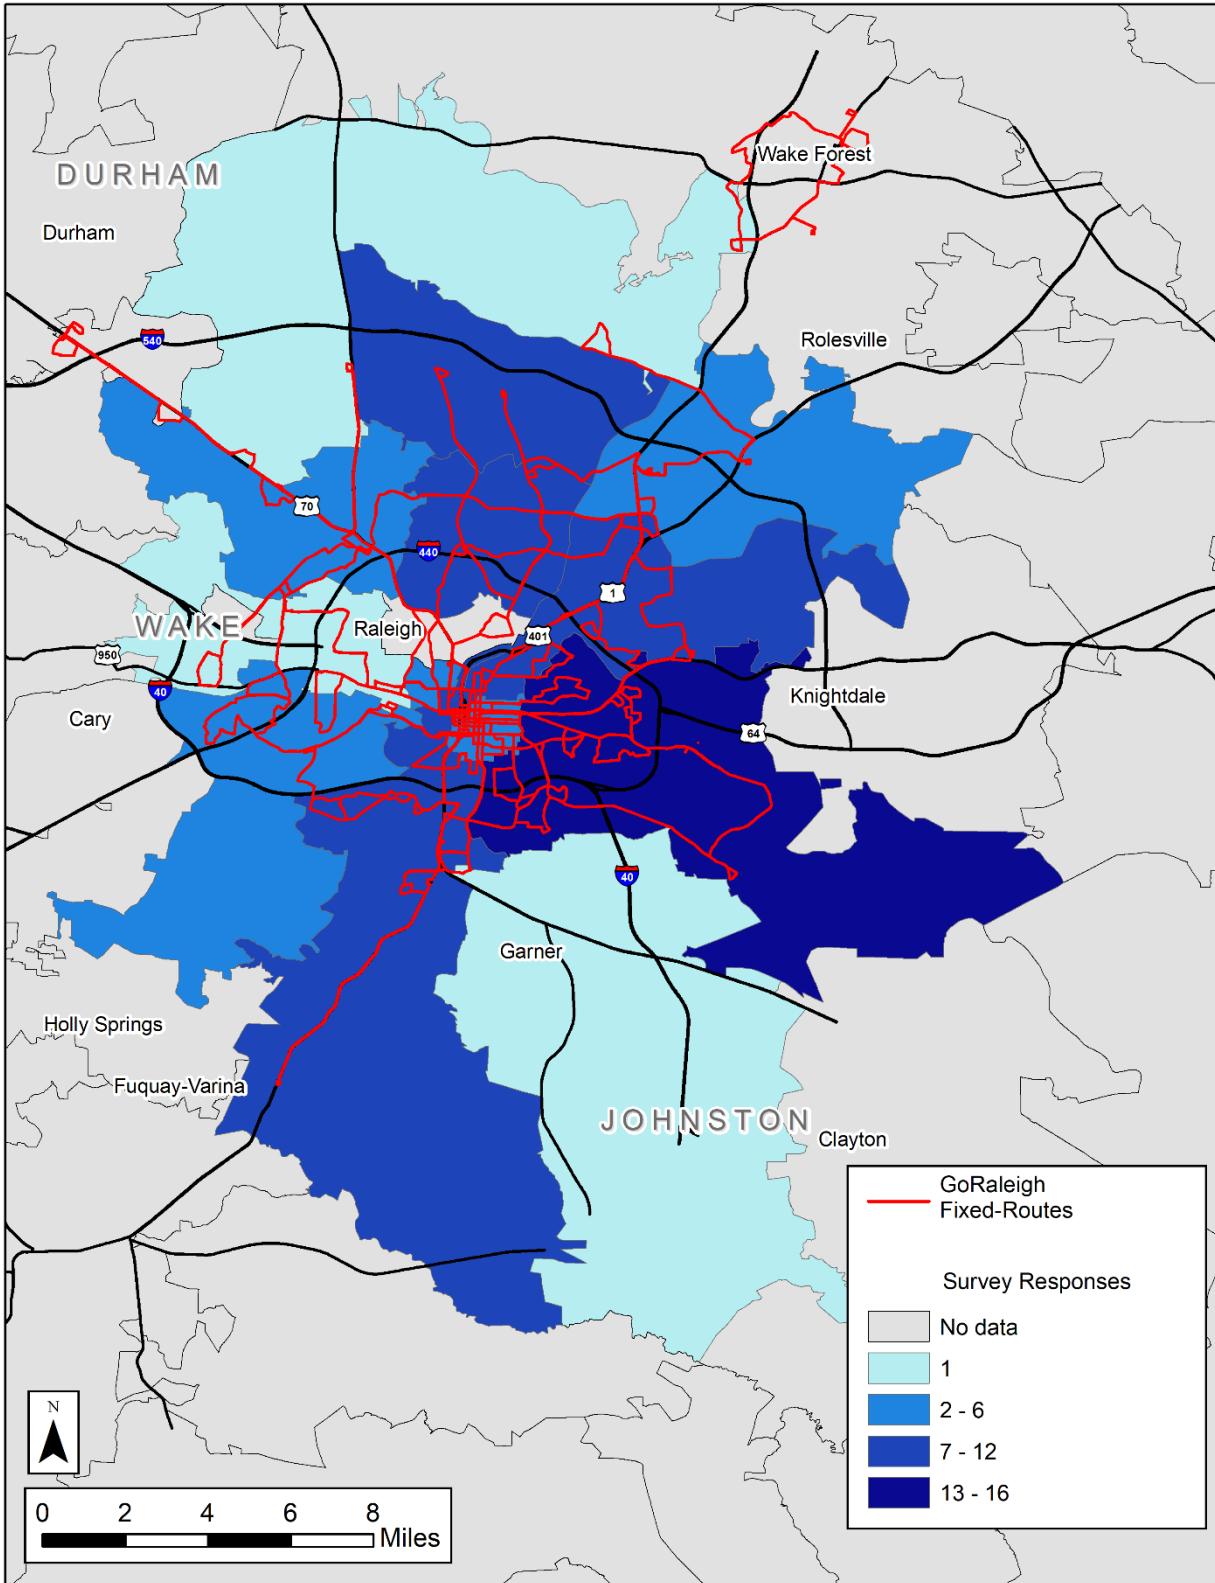 DURHAM
Durham
Wake Forest
540
Rolesville
70
440
1
WAKE
Raleigh
401
950
40
Cary
Knightdale
64
40
Garner
Holly Springs
Fuquay-Varina
JOHNSTON
Clayton
GoRaleigh
Fixed-Routes
Survey Responses
No data
1
2 - 6
7 - 12
13 - 16
N
0 2 4 6 8
Miles